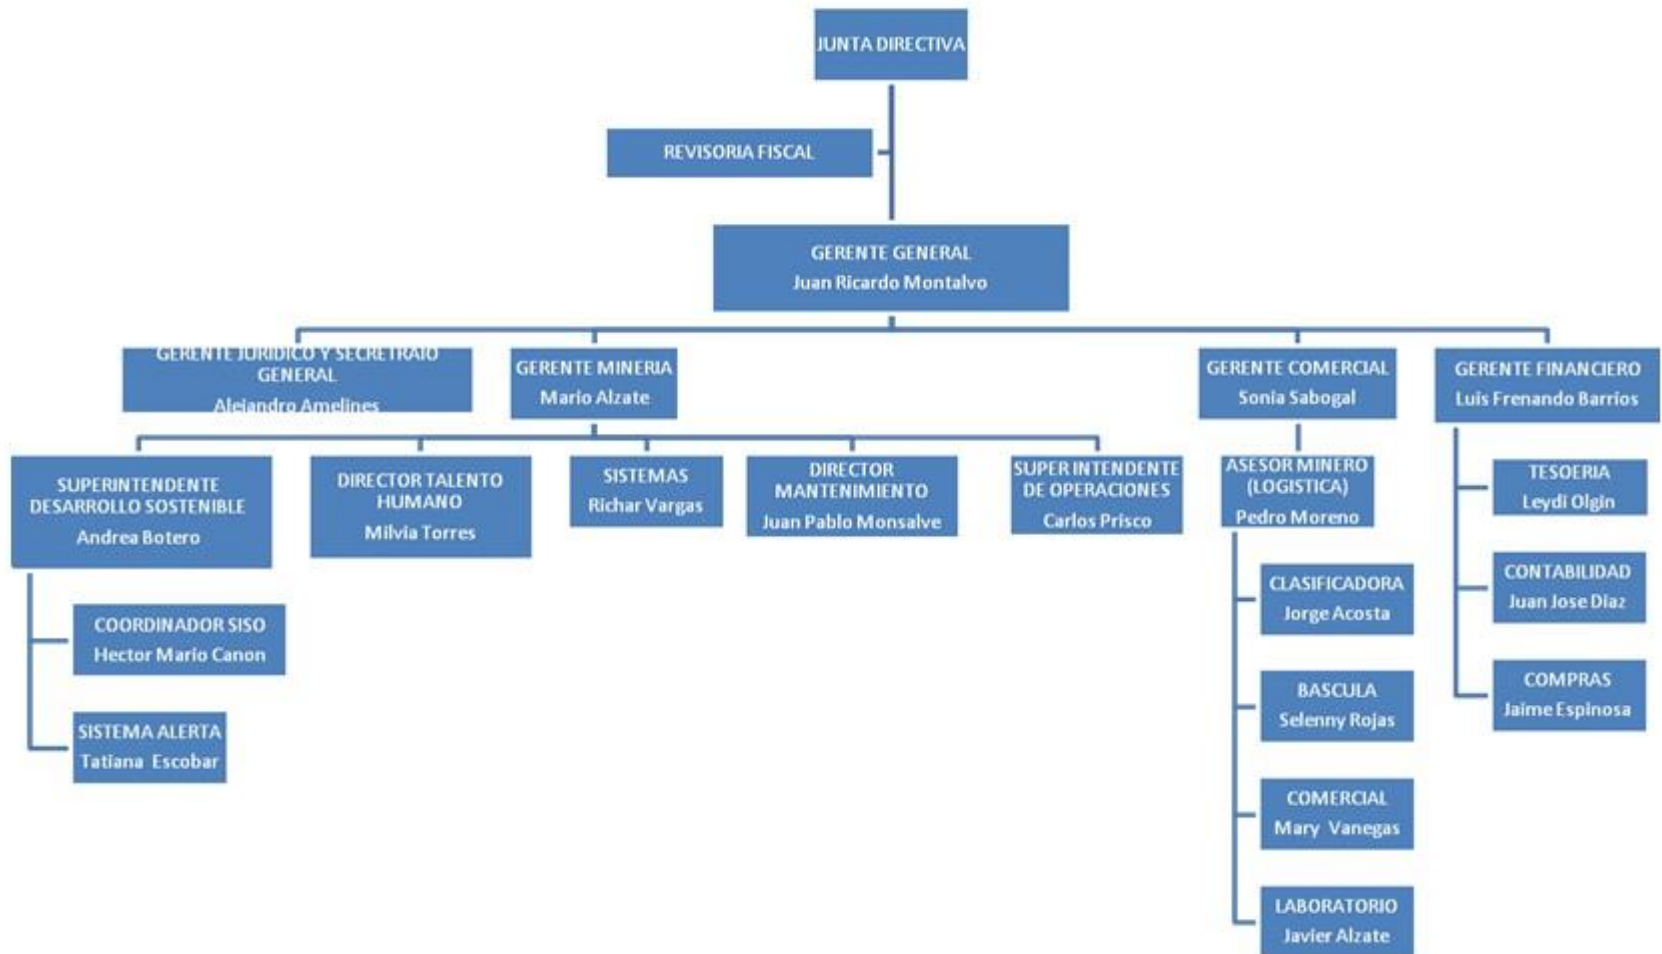 JUNTA DIRECTIVA
REVISORIA FISCAL
GERENTE GENERAL
Juan Ricardo Montalvo
GERENTE JURIDICO Y SECRETRAIO
GENERAL
Alejandro Amelines
GERENTE MINERIA
Mario Alzate
GERENTE COMERCIAL
Sonia Sabogal
GERENTE FINANCIERO
Luis Frenando Barrios
SUPERINTENDENTE
DESARROLLO SOSTENIBLE
Andrea Botero
DIRECTOR TALENTO
HUMANO
Milvia Torres
SISTEMAS
Richar Vargas
DIRECTOR
MANTENIMIENTO
Juan Pablo Monsalve
SUPER INTENDENTE
DE OPERACIONES
Carlos Prisco
ASESOR MINERO
(LOGISTICA)
Pedro Moreno
TESOERIA
Leydi Olgin
COORDINADOR SISO
Hector Mario Canon
CLASIFICADORA
Jorge Acosta
CONTABILIDAD
Juan Jose Diaz
SISTEMA ALERTA
Tatiana Escobar
BASCULA
Selenny Rojas
COMPRAS
Jaime Espinosa
COMERCIAL
Mary Vanegas
LABORATORIO
Javier Alzate